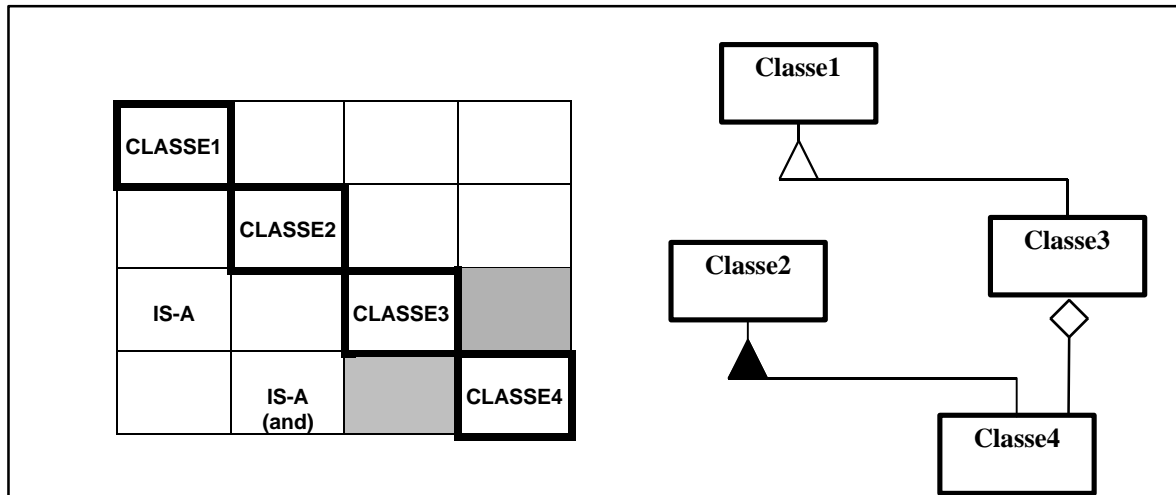 CLASSE1
CLASSE2
IS-A
CLASSE3
IS-A
(and)
CLASSE4
Classe1
Classe3
Classe2
Classe4